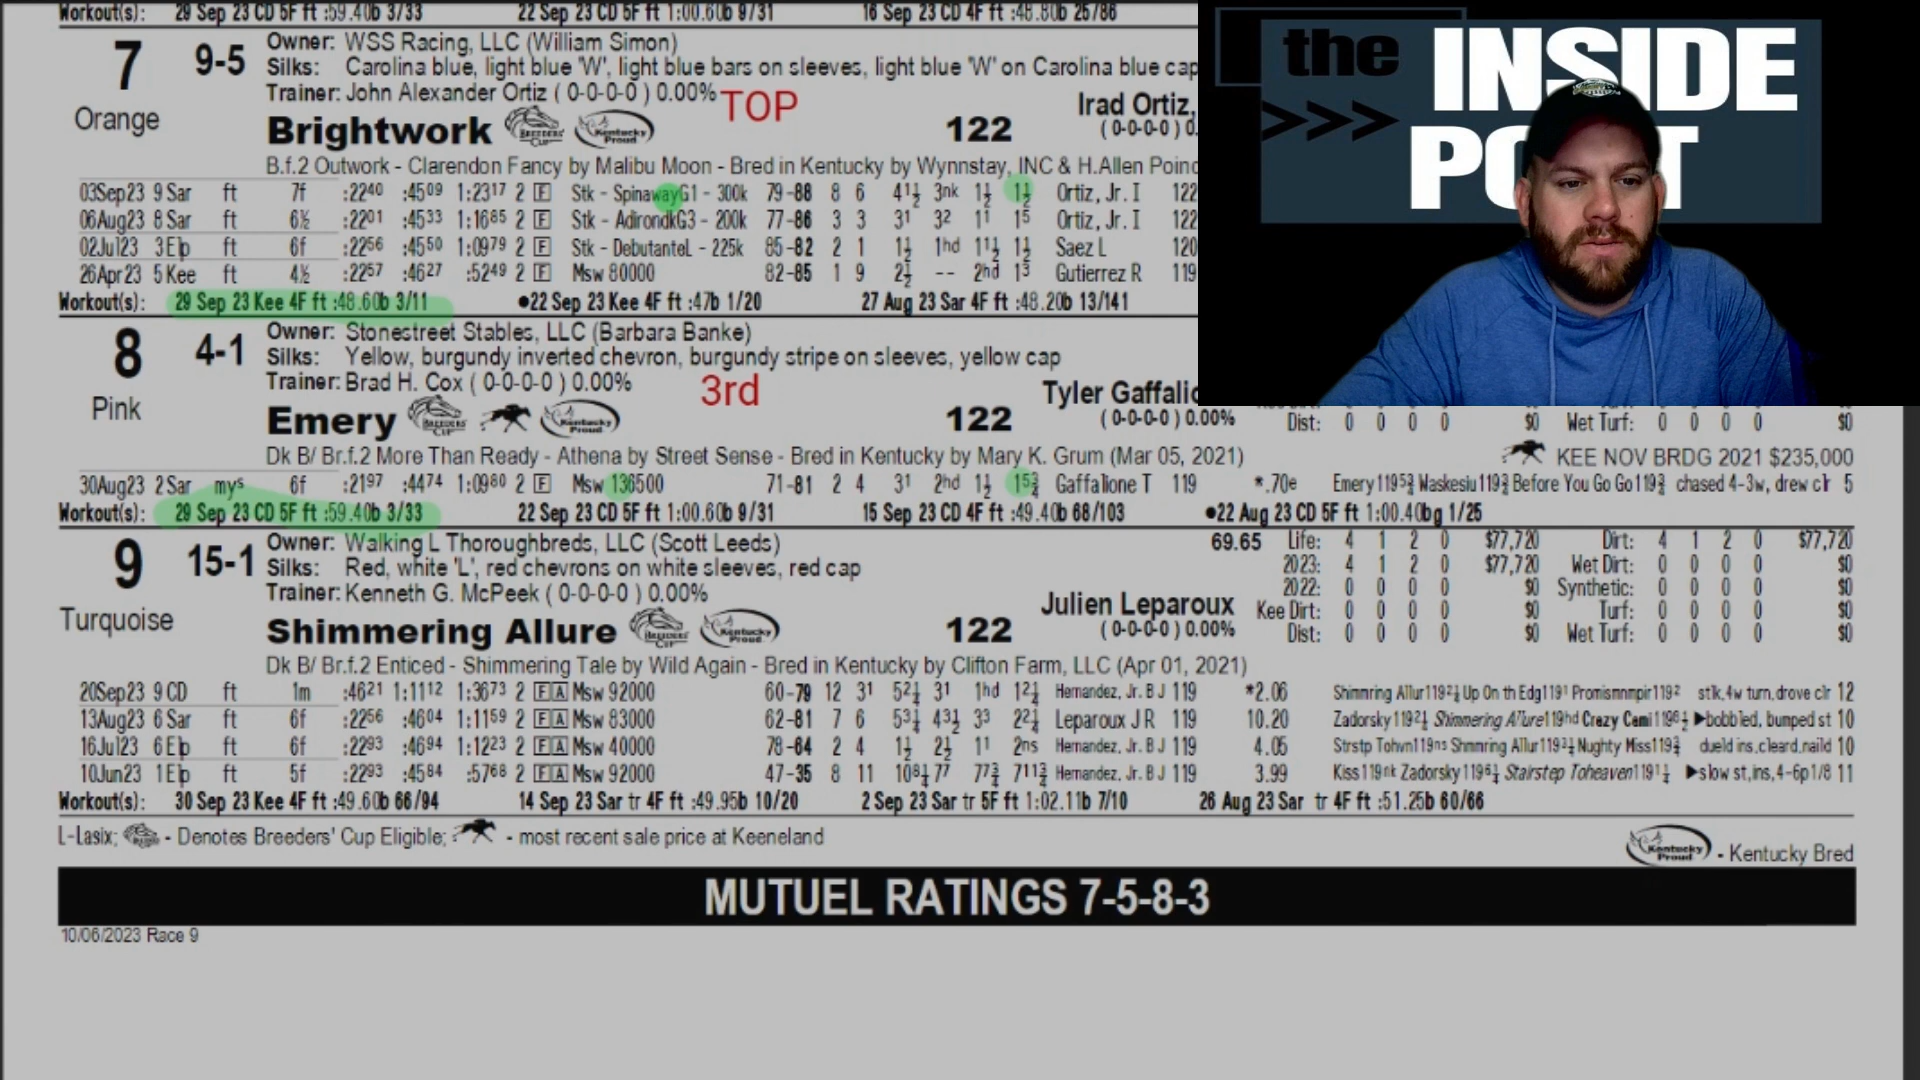 Workout(s): 29 Sep 23 CD 5F ft :59.40b 3/33 22 Sep 23 CD 5F ft 1:00.60b 9/31 16 Sep 23 CD 4F ft :48.80b 25/86
7 9-5 Owner: WSS Racing, LLC (William Simon)
Silks: Carolina blue, light blue 'W', light blue bars on sleeves, light blue 'W' on Carolina blue cap
Trainer: John Alexander Ortiz ( 0-0-0-0 ) 0.00% TOP Irad Ortiz,
Orange Brightwork 122 ( 0-0-0-0 ) 0.
B.f.2 Outwork - Clarendon Fancy by Malibu Moon - Bred in Kentucky by Wynnstay, INC & H.Allen Poind
03Sep23 9 Sar ft 7f :2240 :4509 1:2317 2 F Stk - SpinawayG1 - 300k 79-88 8 6 4 1½ 3nk 1½ 1½ Ortiz, Jr. I 122
06Aug23 8 Sar ft 6½ :2201 :4533 1:1685 2 F Stk - AdirondkG3 - 200k 77-86 3 3 31 32 11 15 Ortiz, Jr. I 122
02Jul23 3 Elp ft 6f :2256 :4550 1:0979 2 F Stk - DebutanteL - 225k 85-82 2 1 1½ 1hd 11½ 1½ Saez L 120
26Apr23 5 Kee ft 4½ :2257 :4627 :5249 2 F Msw 80000 82-85 1 9 2½ -- 2hd 13 Gutierrez R 119
Workout(s): 29 Sep 23 Kee 4F ft :48.60b 3/11 ●22 Sep 23 Kee 4F ft :47b 1/20 27 Aug 23 Sar 4F ft :48.20b 13/141
8 4-1 Owner: Stonestreet Stables, LLC (Barbara Banke)
Silks: Yellow, burgundy inverted chevron, burgundy stripe on sleeves, yellow cap
Trainer: Brad H. Cox ( 0-0-0-0 ) 0.00% 3rd Tyler Gaffalio
Pink Emery 122 ( 0-0-0-0 ) 0.00% Dist: 0 0 0 0 $0 Wet Turf: 0 0 0 0 $0
Dk B/ Br.f.2 More Than Ready - Athena by Street Sense - Bred in Kentucky by Mary K. Grum (Mar 05, 2021) KEE NOV BRDG 2021 $235,000
30Aug23 2 Sar mys 6f :2197 :4474 1:0980 2 F Msw 136500 71-81 2 4 31 2hd 1½ 15¾ Gaffalione T 119 *.70e Emery1195¾ Waskesiu119¾ Before You Go Go119¾ chased 4-3w, drew clr 5
Workout(s): 29 Sep 23 CD 5F ft :59.40b 3/33 22 Sep 23 CD 5F ft 1:00.60b 9/31 15 Sep 23 CD 4F ft :49.40b 68/103 ●22 Aug 23 CD 5F ft 1:00.40bg 1/25
9 15-1 Owner: Walking L Thoroughbreds, LLC (Scott Leeds) 69.65 Life: 4 1 2 0 $77,720 Dirt: 4 1 2 0 $77,720
Silks: Red, white 'L', red chevrons on white sleeves, red cap 2023: 4 1 2 0 $77,720 Wet Dirt: 0 0 0 0 $0
Trainer: Kenneth G. McPeek ( 0-0-0-0 ) 0.00% 2022: 0 0 0 0 $0 Synthetic: 0 0 0 0 $0
Turquoise Julien Leparoux Kee Dirt: 0 0 0 0 $0 Turf: 0 0 0 0 $0
Shimmering Allure 122 ( 0-0-0-0 ) 0.00% Dist: 0 0 0 0 $0 Wet Turf: 0 0 0 0 $0
Dk B/ Br.f.2 Enticed - Shimmering Tale by Wild Again - Bred in Kentucky by Clifton Farm, LLC (Apr 01, 2021)
20Sep23 9 CD ft 1m :4621 1:1112 1:3673 2 F A Msw 92000 60-79 12 31 52½ 31 1hd 12¼ Hernandez, Jr. B J 119 *2.06 Up On th Edg1191 stlk,4w turn,drove clr 12
13Aug23 6 Sar ft 6f :2256 :4604 1:1159 2 F A Msw 83000 62-81 7 6 33 Leparoux J R 119 10.20 Shimmering Allure119hd bobbled, bumped st 10
16Jul23 6 Elp ft 6f :2293 :4694 1:1223 2 F A Msw 40000 78-64 2 4 1½ 2½ 11 2ns Hernandez, Jr. B J 119 4.05 dueld ins,cleard,naild 10
10Jun23 1 Elp ft 5f :2293 :4584 :5768 2 F A Msw 92000 47-35 8 11 Hernandez, Jr. B J 119 3.99 Stairstep Toheaven slow st,ins,4-6p1/8 11
Workout(s): 30 Sep 23 Kee 4F ft :49.60b 66/94 14 Sep 23 Sar tr 4F ft :49.95b 10/20 2 Sep 23 Sar tr 5F ft 1:02.11b 7/10 26 Aug 23 Sar tr 4F ft :51.25b 60/66
L-Lasix; - Denotes Breeders' Cup Eligible; - most recent sale price at Keeneland
Kentucky Proud - Kentucky Bred
MUTUEL RATINGS 7-5-8-3
10/06/2023 Race 9
the INSIDE
>>> PO T